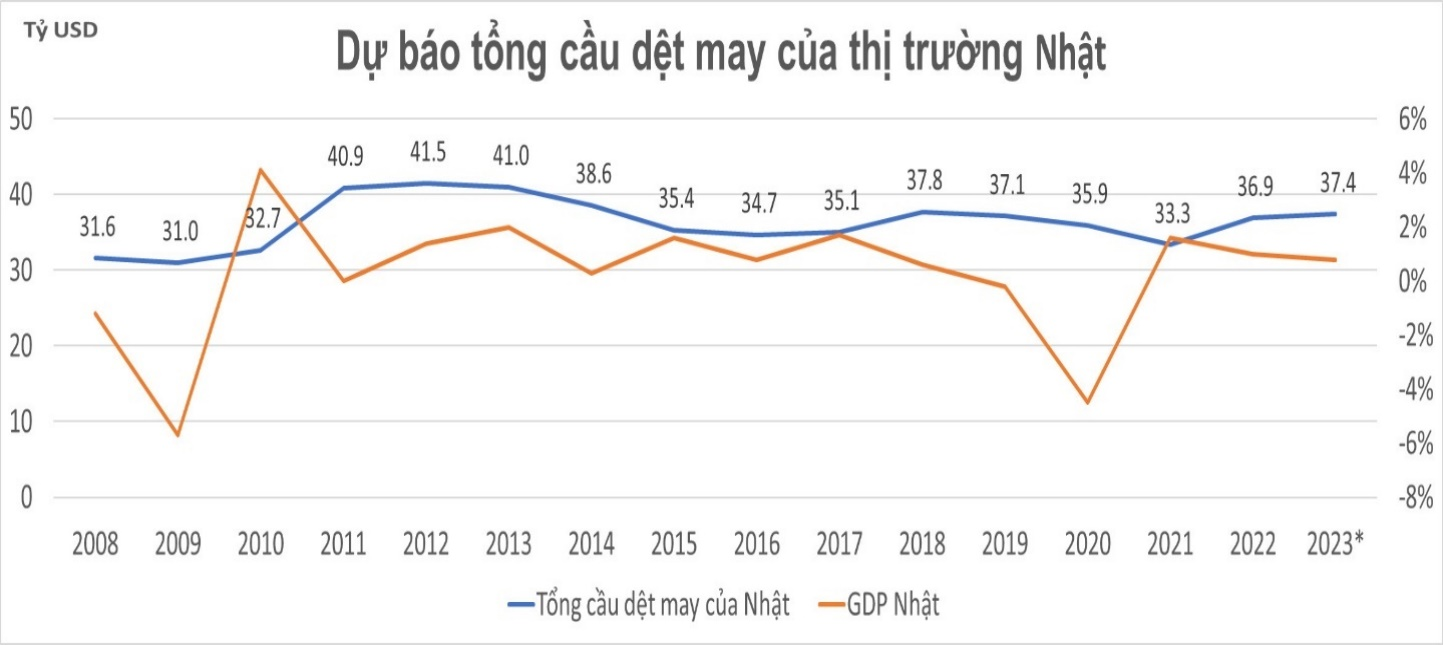 Tỷ USD
Dự báo tổng cầu dệt may của thị trường Nhật
50 6%
40.9 41.5 41.0 38.6 37.8 37.1 35.9 36.9 37.4
40 4%
31.6 31.0 32.7 35.4 34.7 35.1 33.3
2%
30 0%
20 -2%
-4%
10 -6%
0 -8%
2008 2009 2010 2011 2012 2013 2014 2015 2016 2017 2018 2019 2020 2021 2022 2023*
Tổng cầu dệt may của Nhật GDP Nhật